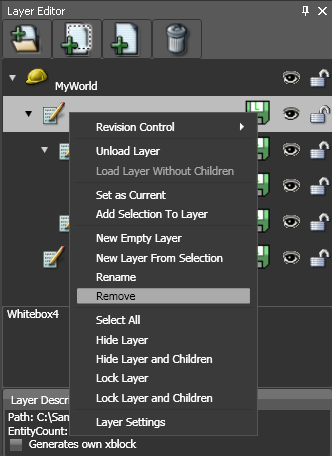 Layer Editor
MyWorld
Revision Control
Unload Layer
Load Layer Without Children
Set as Current
Add Selection To Layer
New Empty Layer
New Layer From Selection
Rename
Remove
Select All
Hide Layer
Hide Layer and Children
Lock Layer
Lock Layer and Children
Layer Settings
Whitebox4
Layer Descr
Path: C:\San
EntityCount:
Generates own xblock